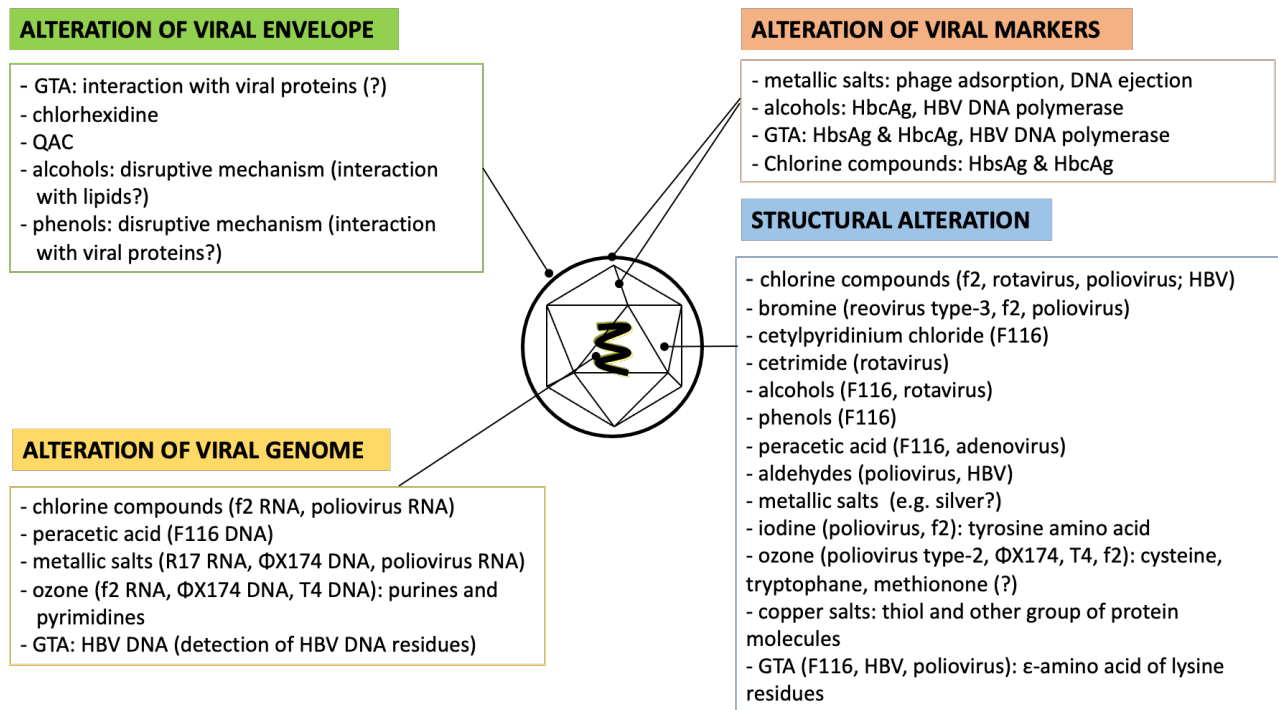 ALTERATION OF VIRAL ENVELOPE
- GTA: interaction with viral proteins (?)
- chlorhexidine
- QAC
- alcohols: disruptive mechanism (interaction
with lipids?)
- phenols: disruptive mechanism (interaction
with viral proteins?)
ALTERATION OF VIRAL MARKERS
- metallic salts: phage adsorption, DNA ejection
- alcohols: HbcAg, HBV DNA polymerase
- GTA: HbsAg & HbcAg, HBV DNA polymerase
- Chlorine compounds: HbsAg & HbcAg
STRUCTURAL ALTERATION
- chlorine compounds (f2, rotavirus, poliovirus; HBV)
- bromine (reovirus type-3, f2, poliovirus)
- cetylpyridinium chloride (F116)
- cetrimide (rotavirus)
- alcohols (F116, rotavirus)
- phenols (F116)
- peracetic acid (F116, adenovirus)
- aldehydes (poliovirus, HBV)
- metallic salts  (e.g. silver?)
- iodine (poliovirus, f2): tyrosine amino acid
- ozone (poliovirus type-2, ΦX174, T4, f2): cysteine,
tryptophane, methionone (?)
- copper salts: thiol and other group of protein
molecules
- GTA (F116, HBV, poliovirus): ε-amino acid of lysine
residues
ALTERATION OF VIRAL GENOME
- chlorine compounds (f2 RNA, poliovirus RNA)
- peracetic acid (F116 DNA)
- metallic salts (R17 RNA, ΦX174 DNA, poliovirus RNA)
- ozone (f2 RNA, ΦX174 DNA, T4 DNA): purines and
pyrimidines
- GTA: HBV DNA (detection of HBV DNA residues)